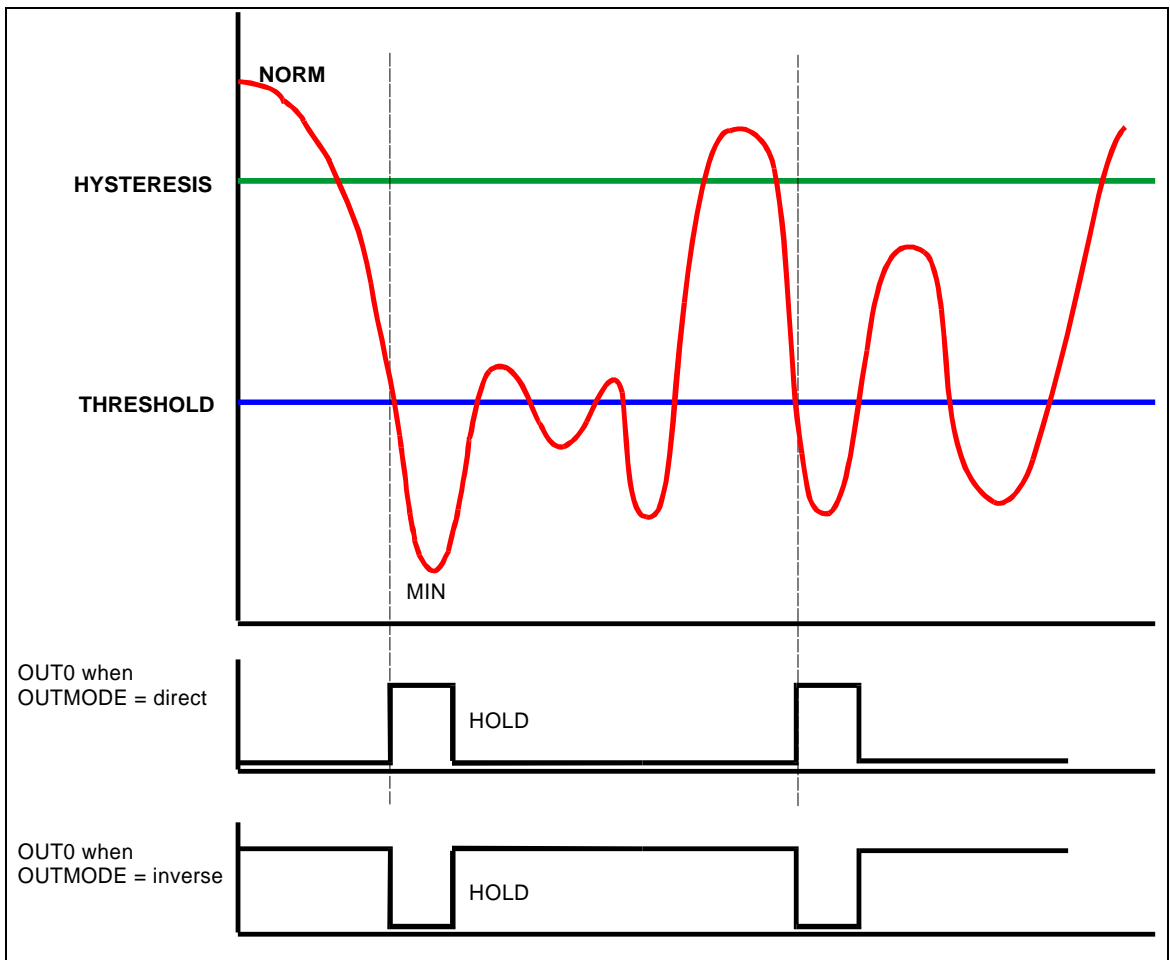 NORM
HYSTERESIS
THRESHOLD
MIN
OUT0 when
OUTMODE = direct
HOLD
OUT0 when
OUTMODE = inverse
HOLD